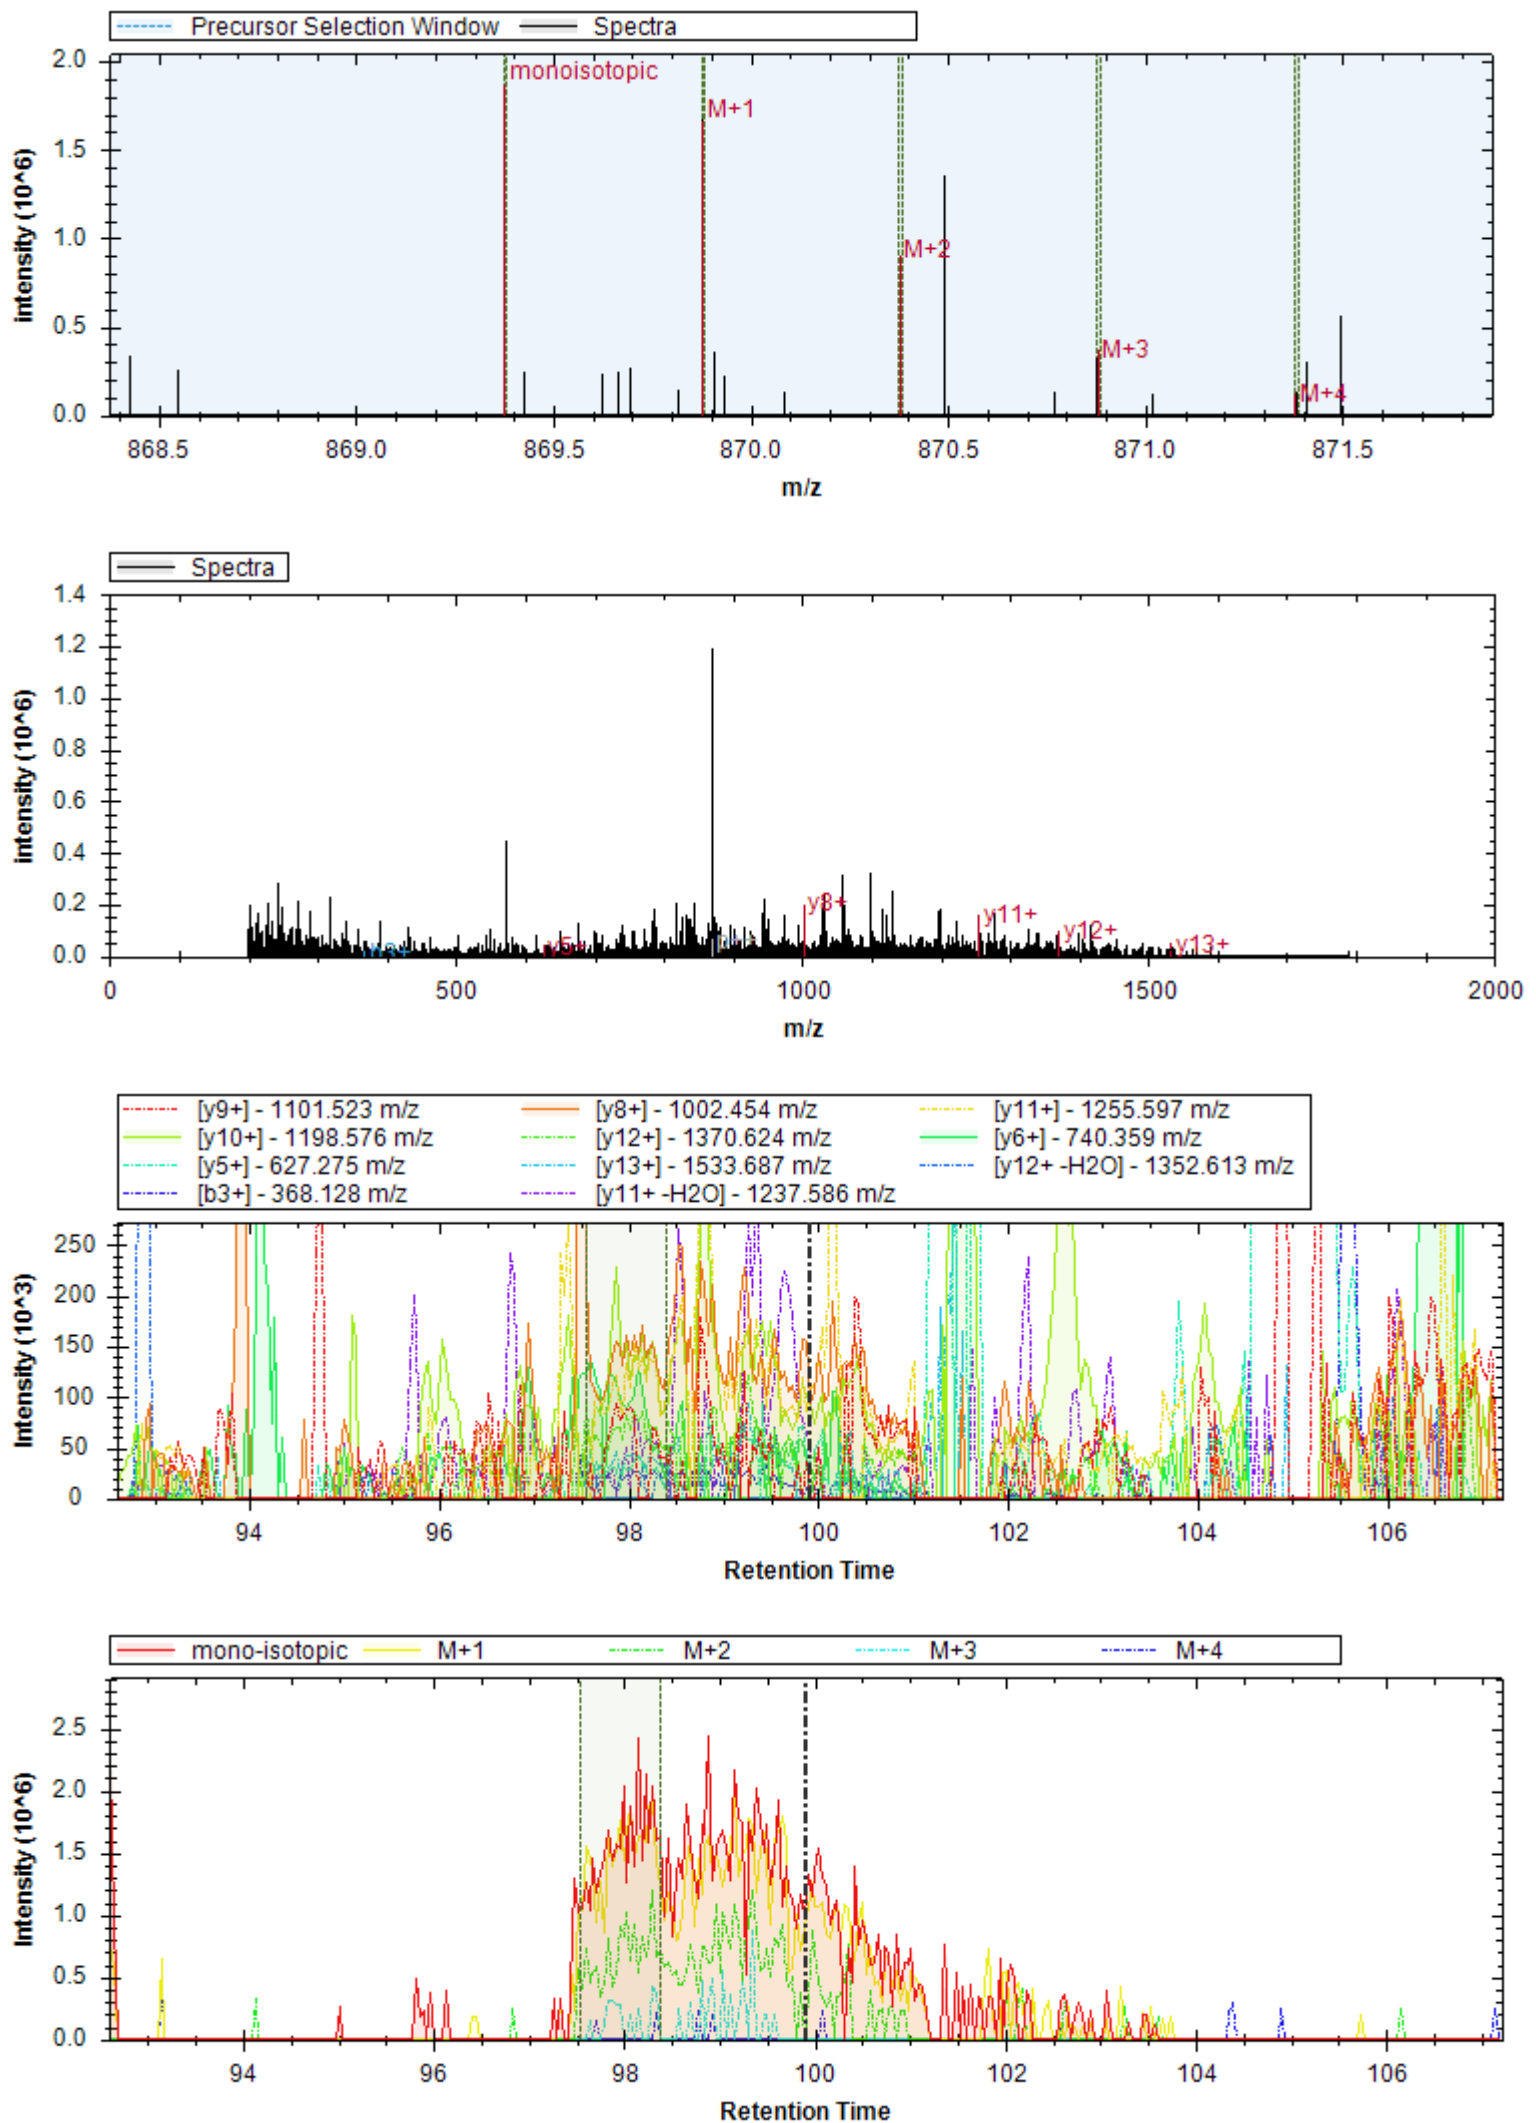 Precursor Selection Window Spectra
2.0
monoisotopic
M+1
1.5
1.0
M+2
0.5
M+3
M+4
0.0
868.5 869.0 869.5 870.0 870.5 871.0 871.5
intensity (10^6)
m/z
Spectra
1.4
1.2
1.0
0.8
0.6
0.4
0.2
0.0
y8+ y11+ y12+
b3+ y5+ y13+
0 500 1000 1500 2000
intensity (10^6)
m/z
[y9+] - 1101.523 m/z [y8+] - 1002.454 m/z [y11+] - 1255.597 m/z
[y10+] - 1198.576 m/z [y12+] - 1370.624 m/z [y6+] - 740.359 m/z
[y5+] - 627.275 m/z [y13+] - 1533.687 m/z [y12+ -H2O] - 1352.613 m/z
[b3+] - 368.128 m/z [y11+ -H2O] - 1237.586 m/z
250
200
150
100
50
0
94 96 98 100 102 104 106
Intensity (10^3)
Retention Time
mono-isotopic M+1 M+2 M+3 M+4
2.5
2.0
1.5
1.0
0.5
0.0
94 96 98 100 102 104 106
Intensity (10^6)
Retention Time